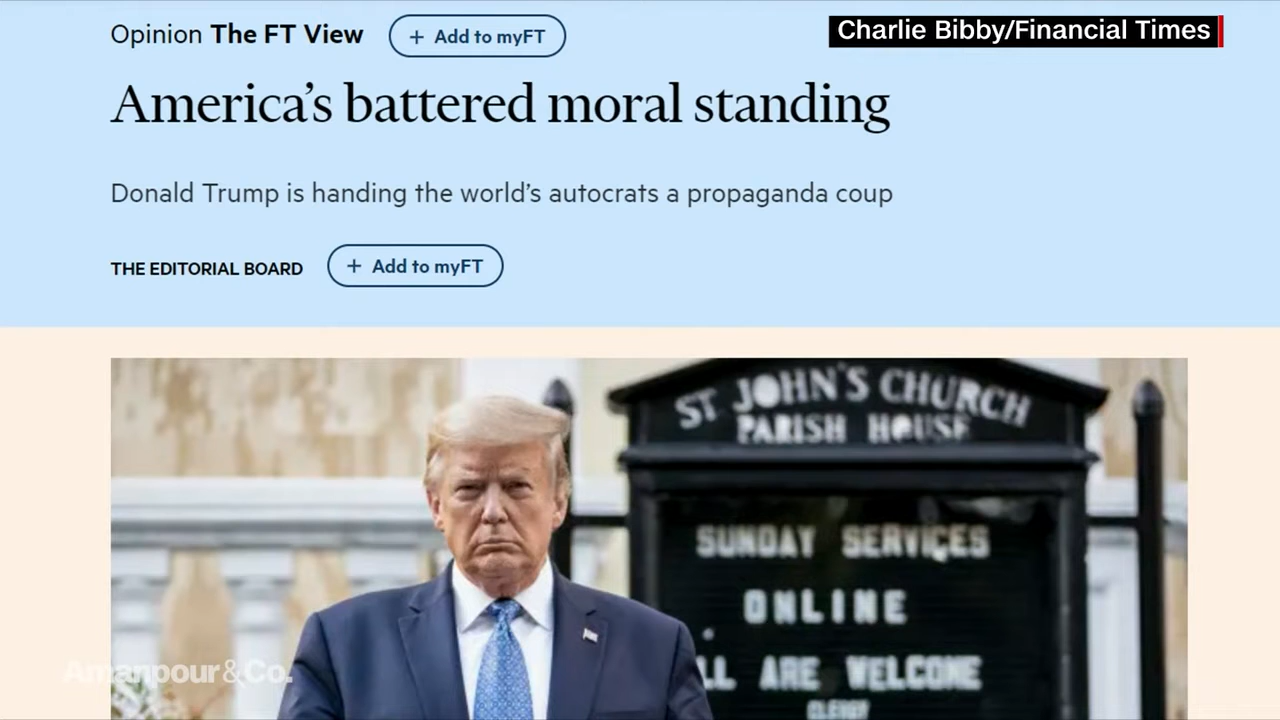 Opinion The FT View
+ Add to myFT
Charlie Bibby/Financial Times
America's battered moral standing
Donald Trump is handing the world's autocrats a propaganda coup
THE EDITORIAL BOARD
+ Add to myFT
ST JOHN'S CHURCH
PARISH HOUSE
SUNDAY SERVICES
ONLINE
LL ARE WELCOME
CLERGY
Amanpour&Co.